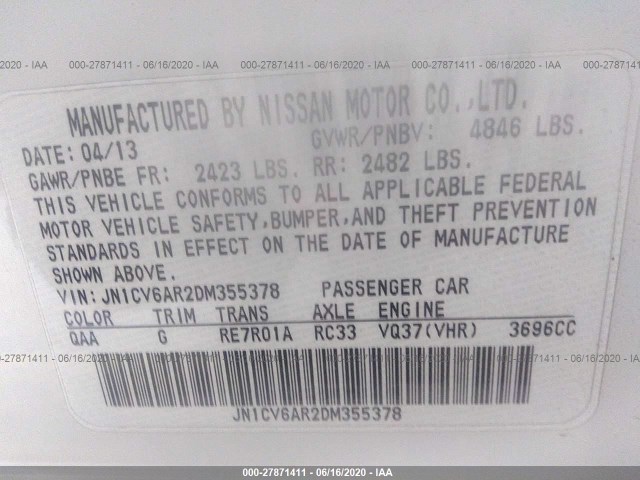 000-27871411 - 06/16/2020 - IAA
MANUFACTURED BY NISSAN MOTOR CO.,LTD.
DATE: 04/13 GVWR/PNBV: 4846 LBS.
GAWR/PNBE FR: 2423 LBS. RR: 2482 LBS.
THIS VEHICLE CONFORMS TO ALL APPLICABLE FEDERAL
MOTOR VEHICLE SAFETY,BUMPER,AND THEFT PREVENTION
STANDARDS IN EFFECT ON THE DATE OF MANUFACTURE
SHOWN ABOVE.
VIN:JN1CV6AR2DM355378 PASSENGER CAR
COLOR TRIM TRANS AXLE ENGINE
QAA G RE7R01A RC33 VQ37(VHR) 3696CC
JN1CV6AR2DM355378
000-27871411 - 06/16/2020 - IAA